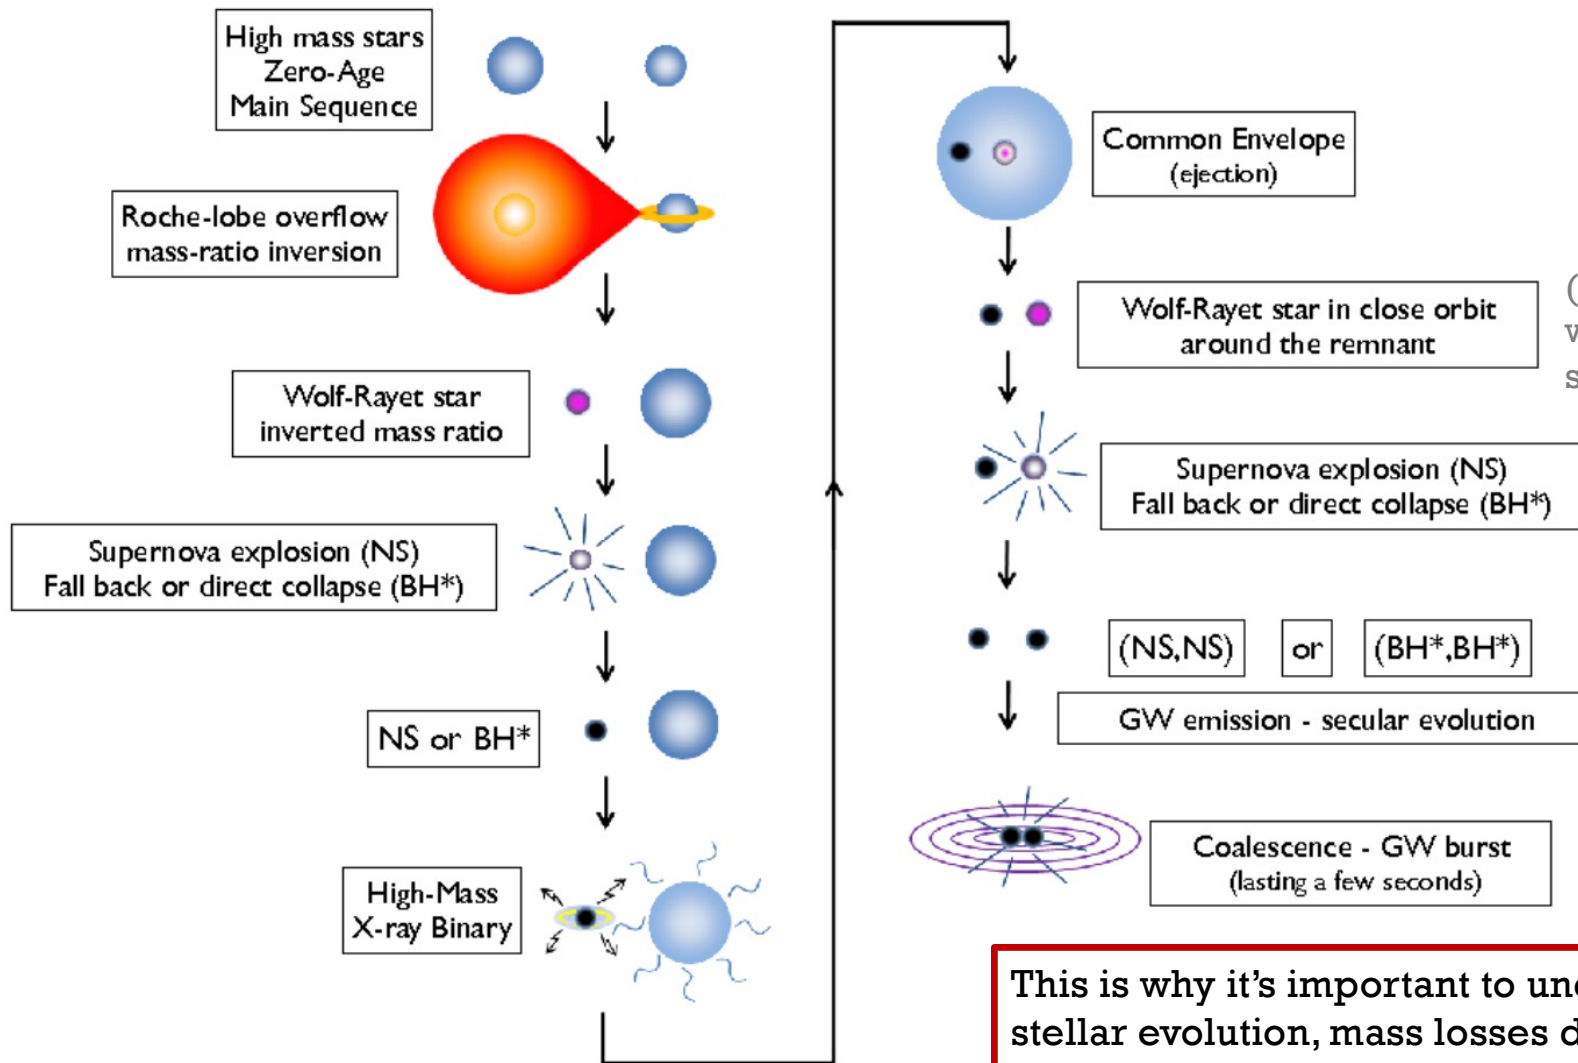 High mass stars
Zero-Age
Main Sequence
Roche-lobe overflow
mass-ratio inversion
Wolf-Rayet star
inverted mass ratio
Supernova explosion (NS)
Fall back or direct collapse (BH*)
NS or BH*
High-Mass
X-ray Binary
Common Envelope
(ejection)
Wolf-Rayet star in close orbit
around the remnant
(
Supernova explosion (NS)
Fall back or direct collapse (BH*)
(NS,NS) or (BH*,BH*)
GW emission - secular evolution
Coalescence - GW burst
(lasting a few seconds)
This is why it's important to
stellar evolution, mass losses